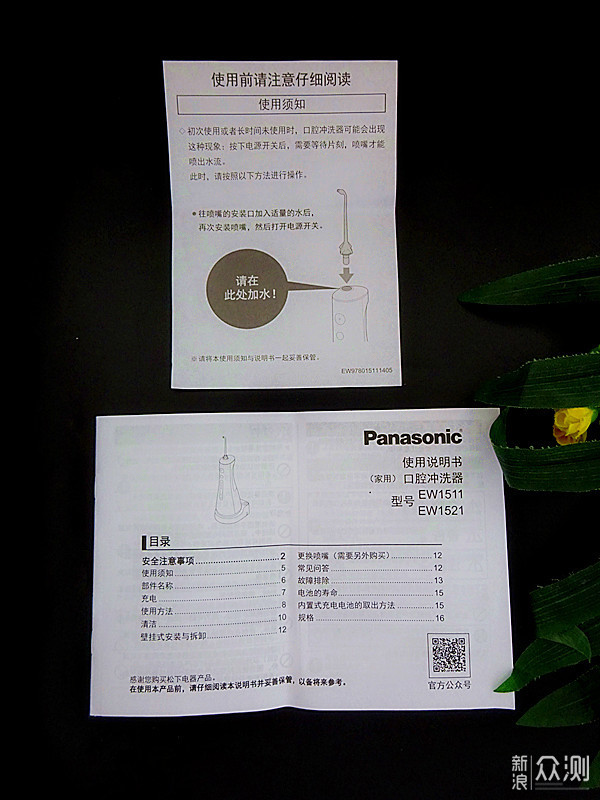 使用前请注意仔细阅读
使用须知
◇初次使用或者长时间未使用时，口腔冲洗器可能会出现
这种现象：按下电源开关后，需要等待片刻，喷嘴才能
喷出水流。
此时，请按照以下方法进行操作。
●往喷嘴的安装口加入适量的水后，
再次安装喷嘴，然后打开电源开关。
请在
此处加水！
※请将本使用须知与说明书一起妥善保管。
EW978015111405
Panasonic
使用说明书
（家用）口腔冲洗器
型号 EW1511
EW1521
目录
安全注意事项 2
使用须知 5
部件名称 6
充电 7
使用方法 8
清洁 10
壁挂式安装与拆卸 12
更换喷嘴（需要另外购买） 12
常见问答 12
故障排除 13
电池的寿命 15
内置式充电电池的取出方法 15
规格 16
感谢您购买松下电器产品。
在使用本产品前，请仔细阅读本说明书并妥善保管，以备将来参考。
官方公众号
新浪 众测